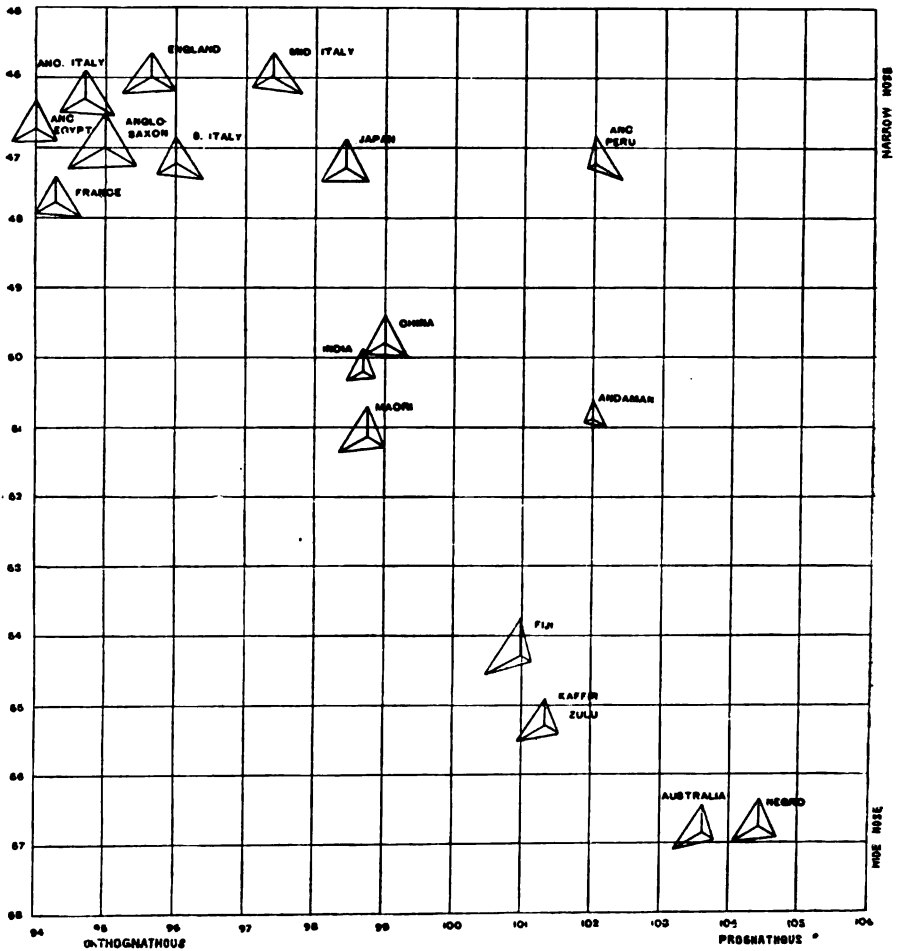 45
ENGLAND
MID ITALY
ANC. ITALY
46
ANC EGYPT
ANGLO-SAXON
S. ITALY
JAPAN
ANC PERU
NARROW NOSE
47
FRANCE
48
49
CHINA
INDIA
50
MAORI
ANDAMAN
51
52
53
54
FIJI
KAFFIR
ZULU
55
56
AUSTRALIA
NEGRO
WIDE NOSE
57
58
94 95 96 97 98 99 100 101 102 103 104 105 106
ORTHOGNATHOUS
PROGNATHOUS